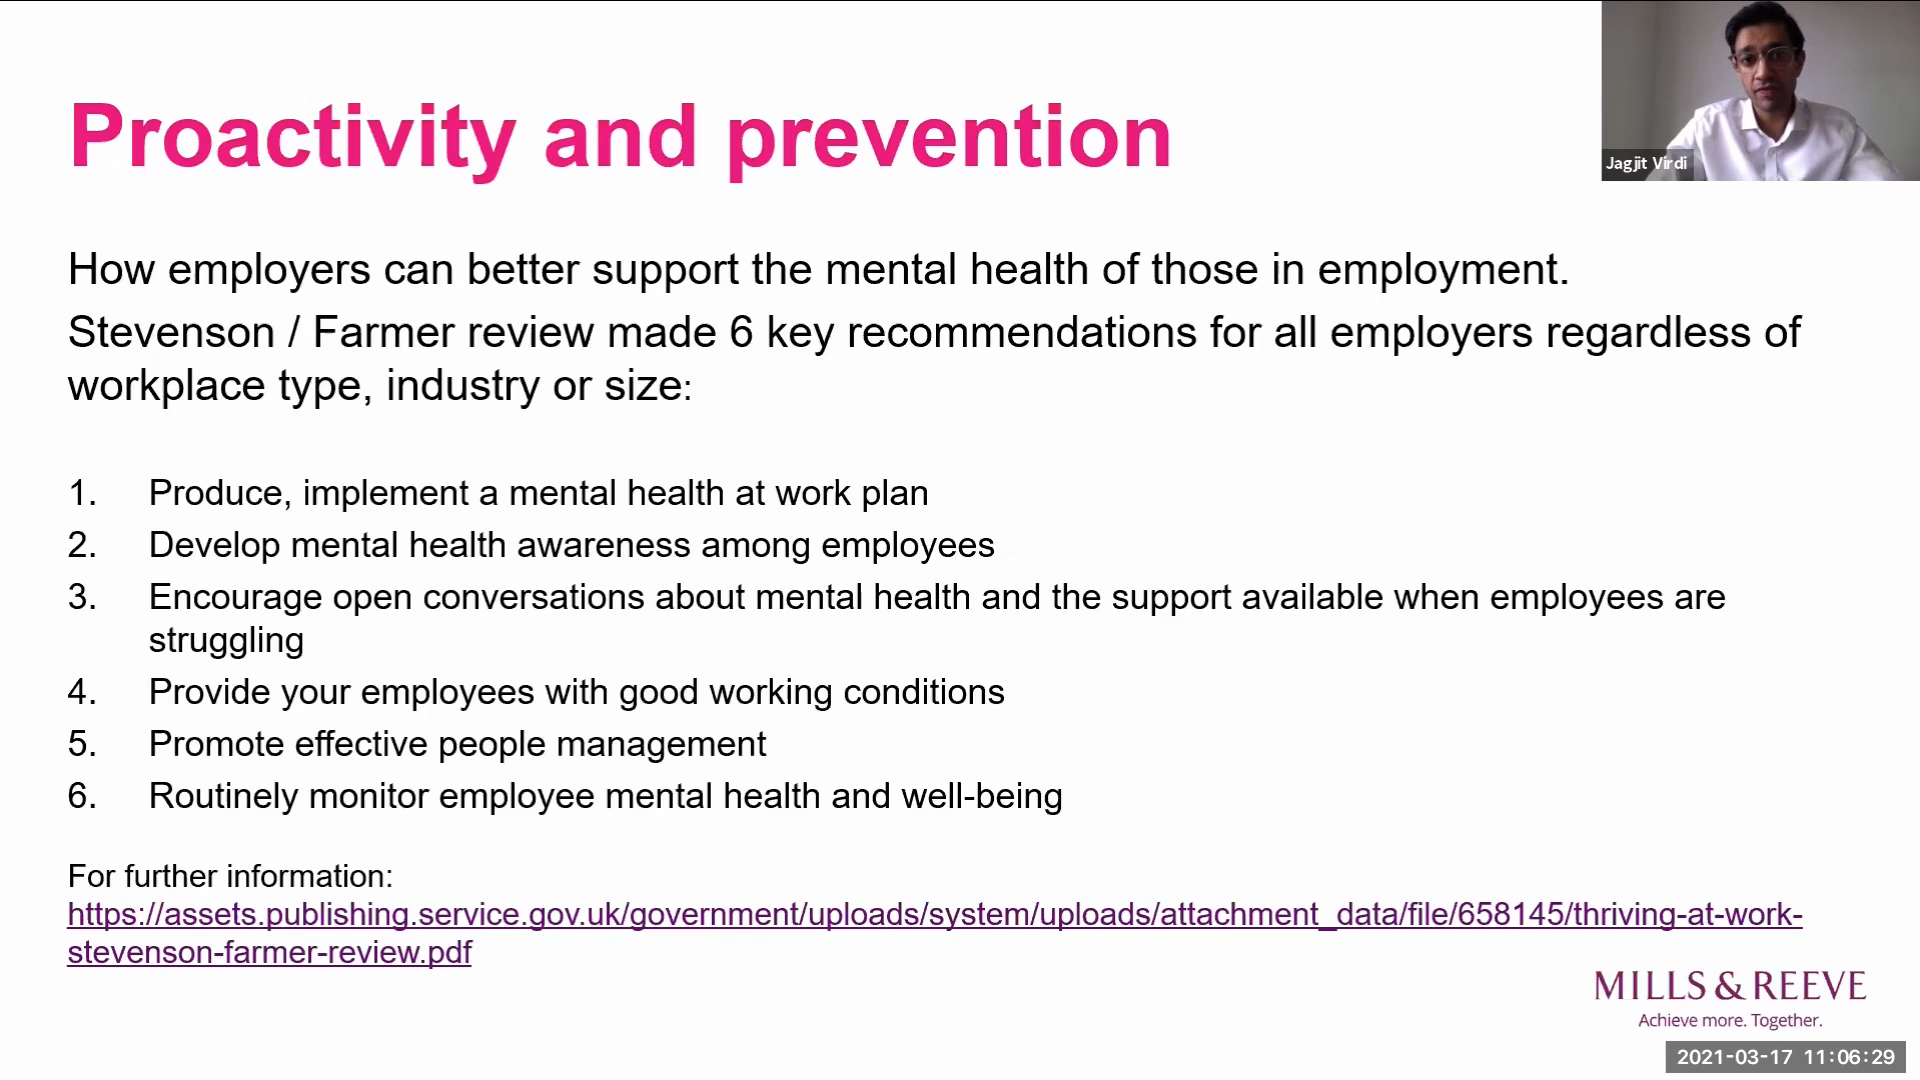 Proactivity and prevention
Jagjit Virdi
How employers can better support the mental health of those in employment.
Stevenson / Farmer review made 6 key recommendations for all employers regardless of
workplace type, industry or size:
1. Produce, implement a mental health at work plan
2. Develop mental health awareness among employees
3. Encourage open conversations about mental health and the support available when employees are
struggling
4. Provide your employees with good working conditions
5. Promote effective people management
6. Routinely monitor employee mental health and well-being
For further information:
https://assets.publishing.service.gov.uk/government/uploads/system/uploads/attachment_data/file/658145/thriving-at-work-
stevenson-farmer-review.pdf
MILLS & REEVE
Achieve more. Together.
2021-03-17 11:06:29